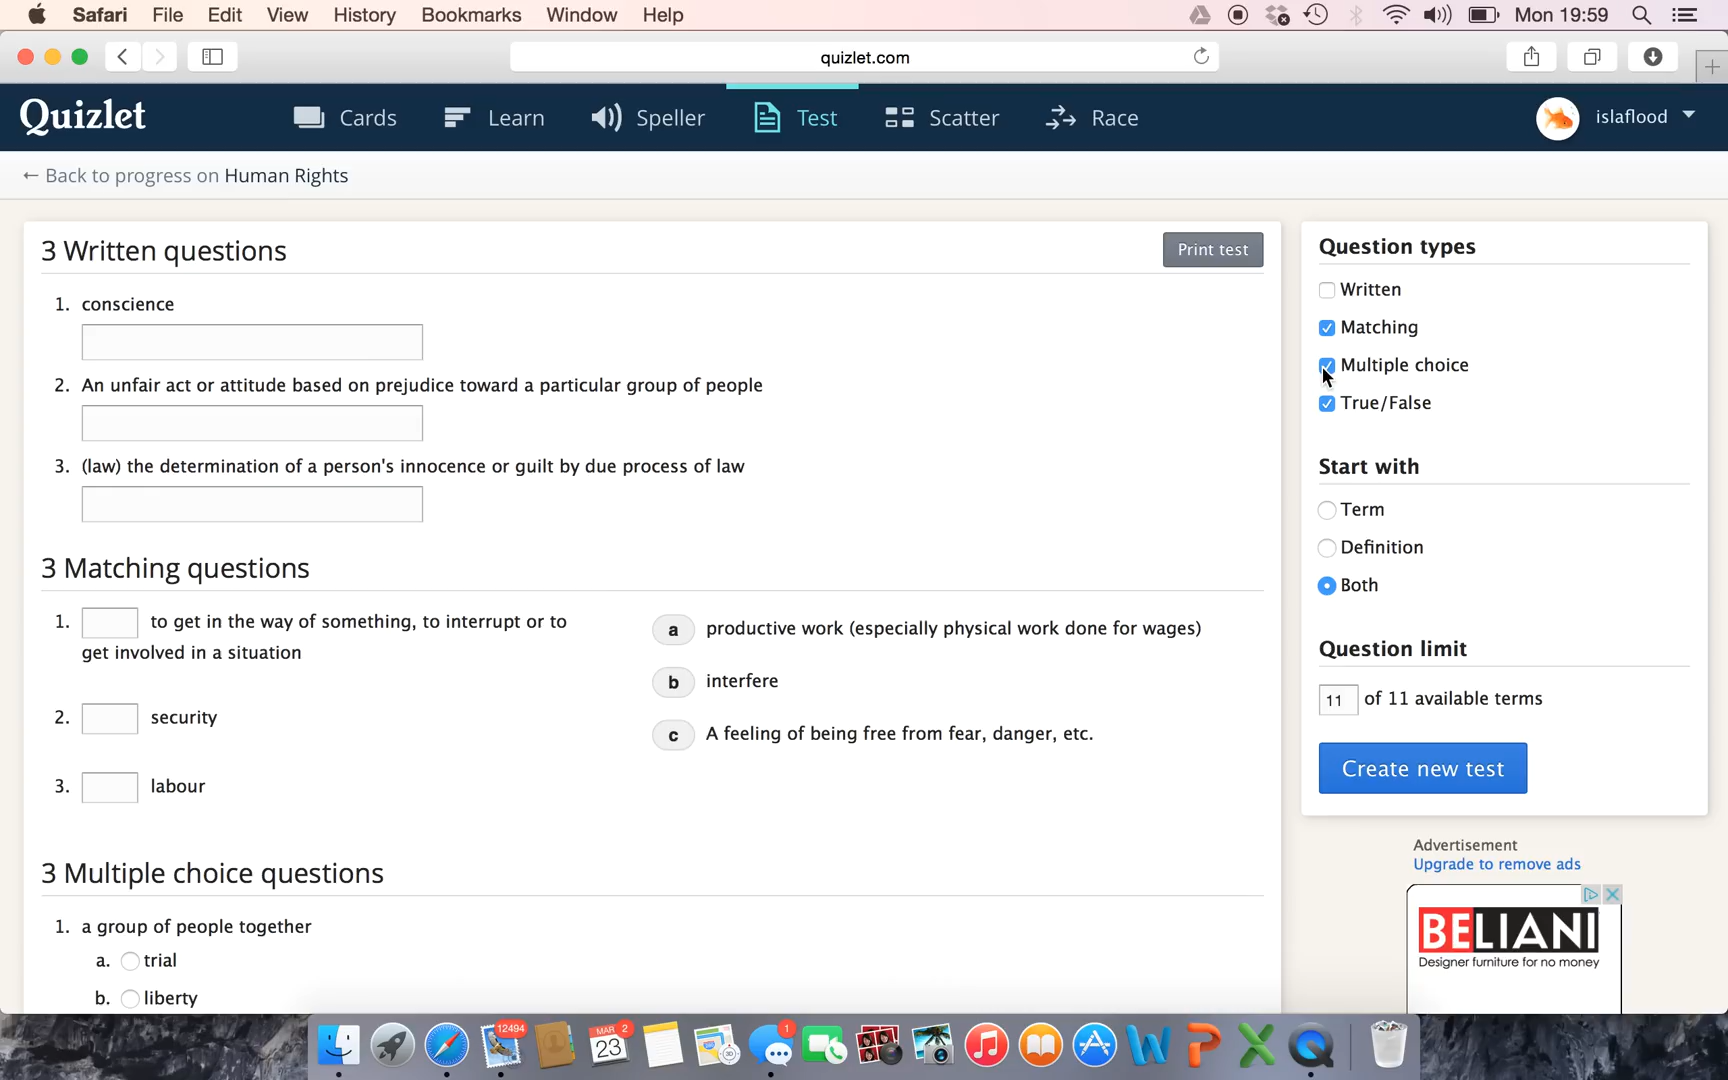 Safari File Edit View History Bookmarks Window Help Mon 19:59
quizlet.com
Quizlet Cards Learn Speller Test Scatter Race islaflood
← Back to progress on Human Rights
3 Written questions
Print test
1. conscience
2. An unfair act or attitude based on prejudice toward a particular group of people
3. (law) the determination of a person's innocence or guilt by due process of law
3 Matching questions
1. to get in the way of something, to interrupt or to
get involved in a situation
2. security
3. labour
a productive work (especially physical work done for wages)
b interfere
c A feeling of being free from fear, danger, etc.
3 Multiple choice questions
1. a group of people together
a. trial
b. liberty
Question types
Written
Matching
Multiple choice
True/False
Start with
Term
Definition
Both
Question limit
11 of 11 available terms
Create new test
Advertisement
Upgrade to remove ads
BELIANI
Designer furniture for no money
12494
MAR 2
23
1